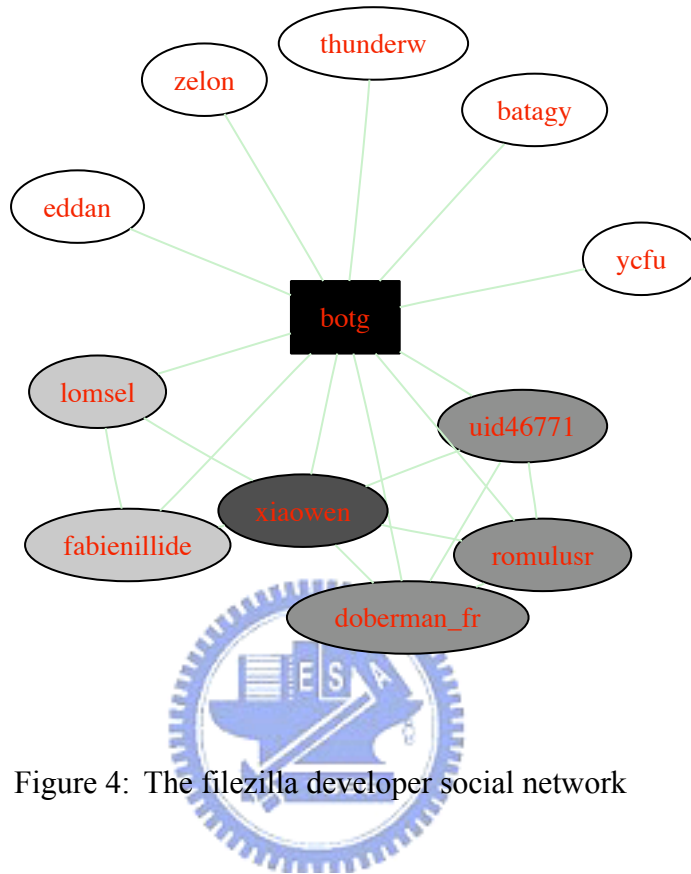 thunderw
zelon
batagy
eddan
ycfu
botg
lomsel
uid46771
xiaowen
fabienillide
romulusr
doberman_fr
E S A
Figure 4: The filezilla developer social network